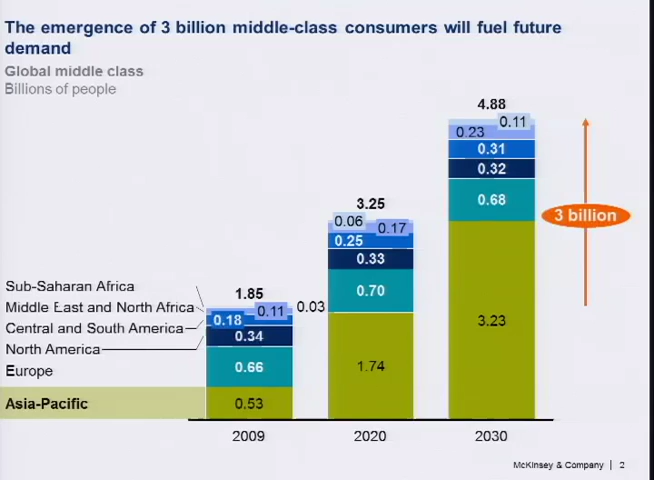 The emergence of 3 billion middle-class consumers will fuel future
demand
Global middle class
Billions of people
4.88
0.11
0.23
0.31
0.32
0.68
3.23
3 billion
3.25
0.06
0.17
0.25
0.33
0.70
1.74
1.85
0.03
0.11
0.18
0.34
0.66
0.53
Sub-Saharan Africa
Middle East and North Africa
Central and South America
North America
Europe
Asia-Pacific
2009
2020
2030
McKinsey & Company | 2